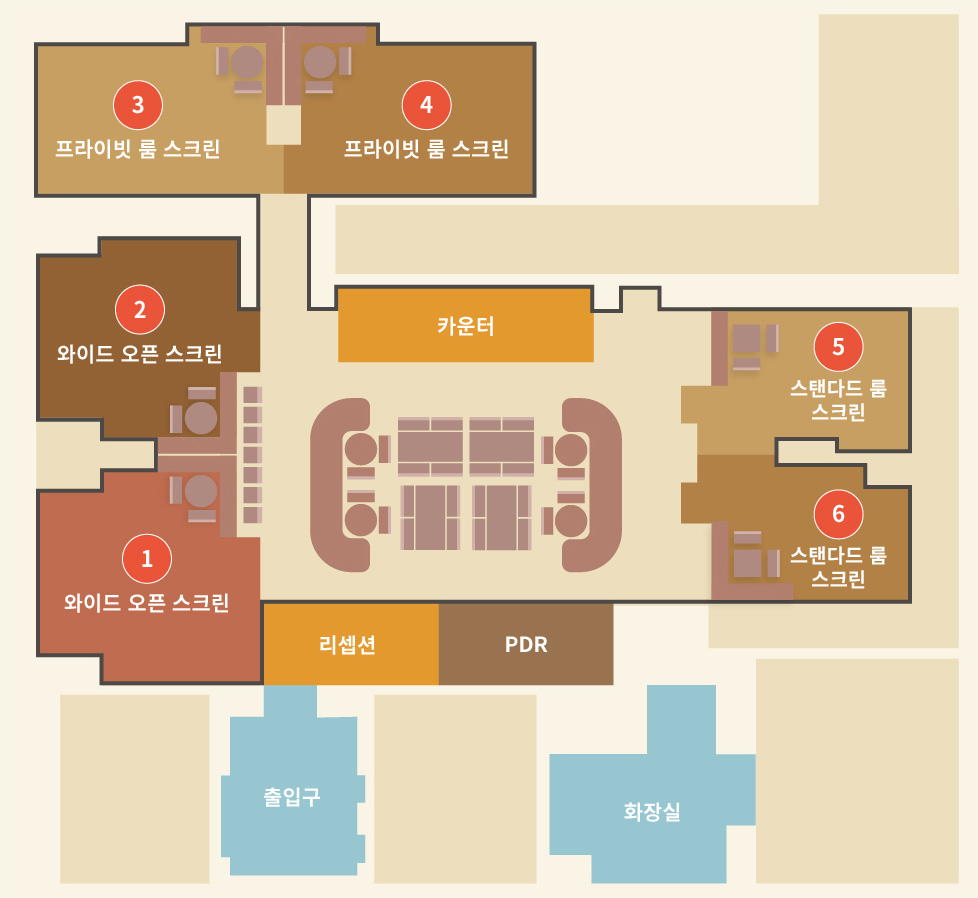 3
프라이빗 룸 스크린
4
프라이빗 룸 스크린
2
와이드 오픈 스크린
카운터
5
스탠다드 룸
스크린
6
스탠다드 룸
스크린
1
와이드 오픈 스크린
리셉션
PDR
출입구
화장실